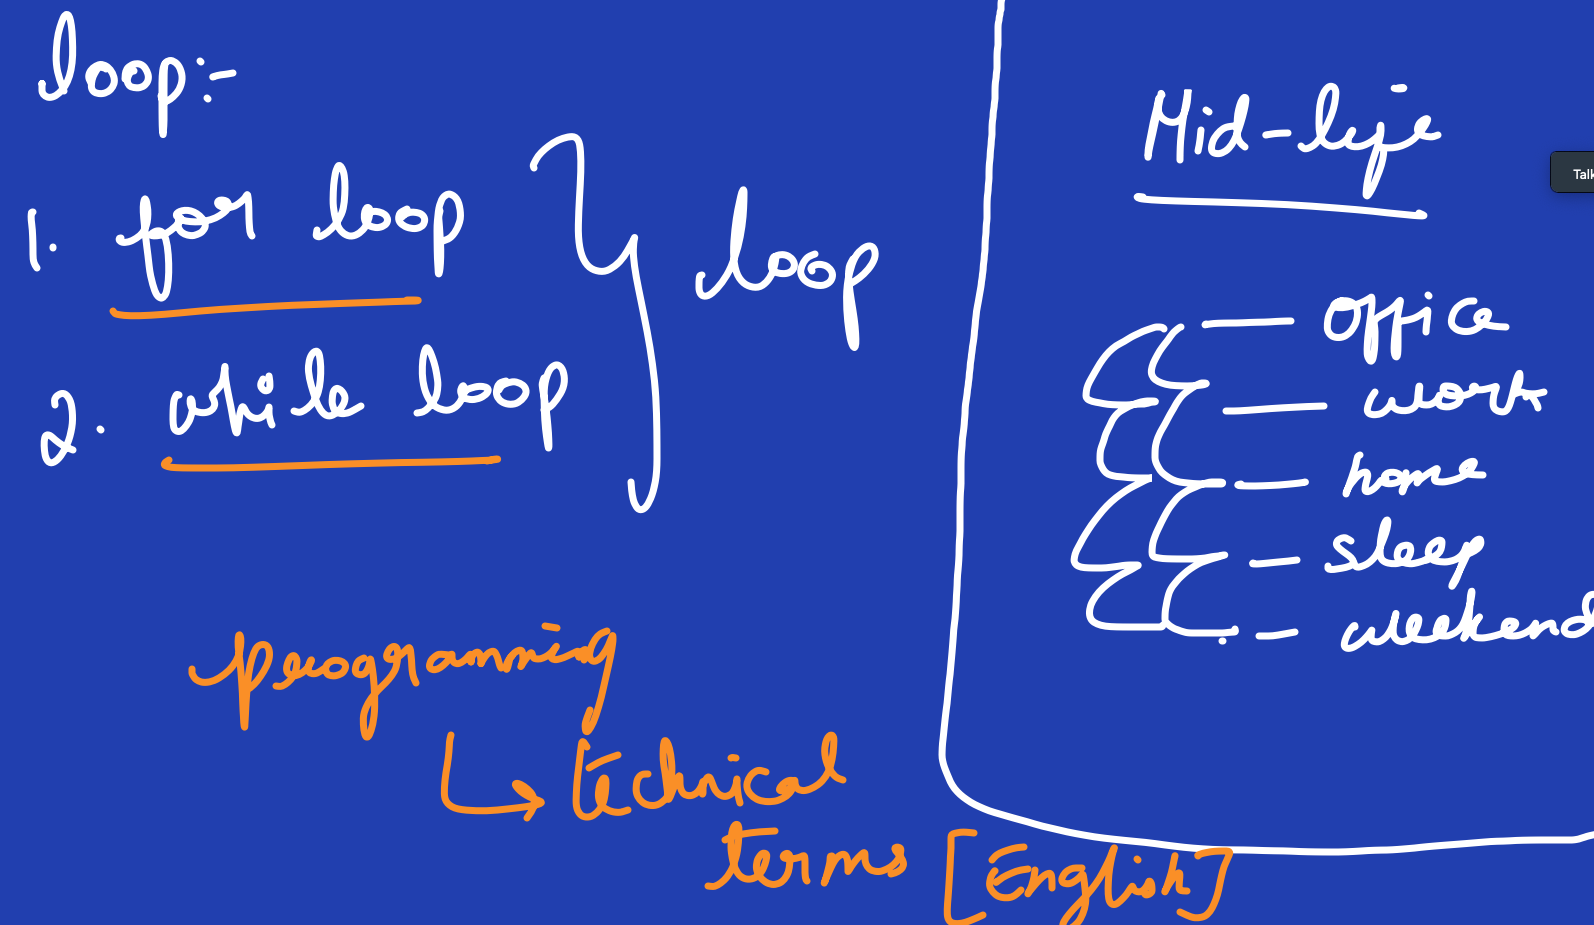 loop:-
1. for loop
2. while loop
loop
programming
technical
terms [English]
Mid-life
- office
- work
- home
- sleep
- weekend
Talk